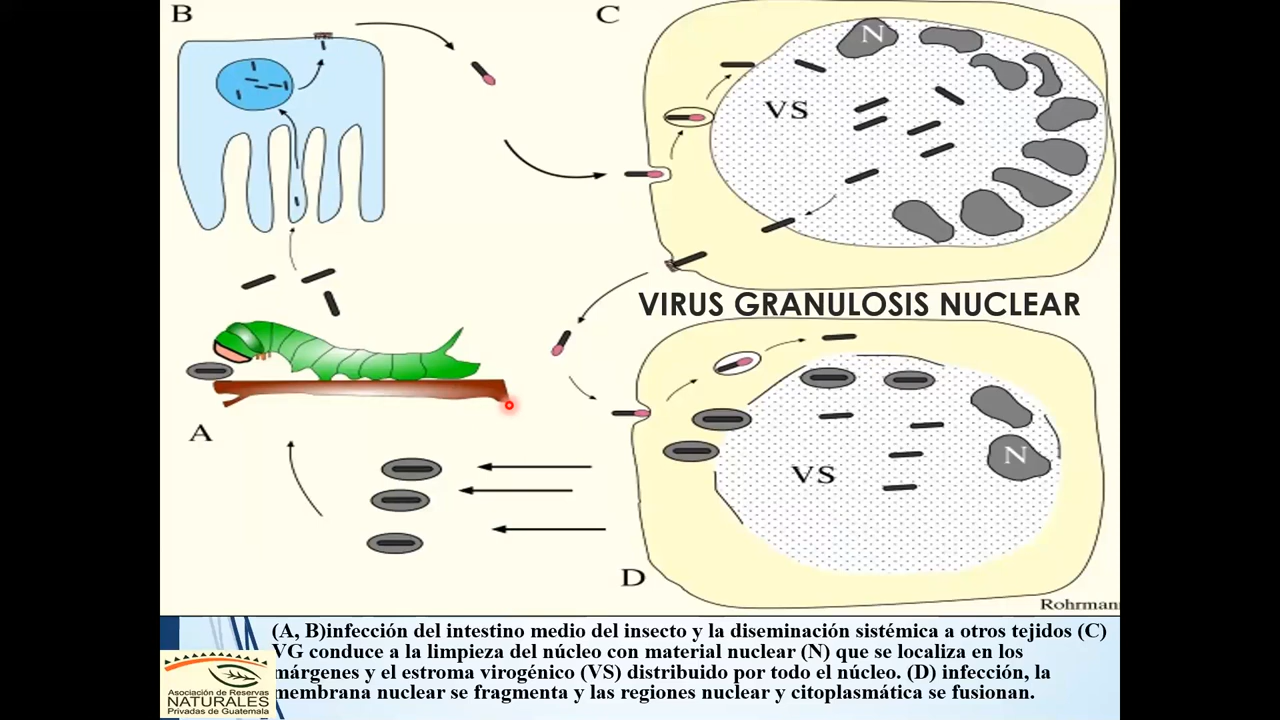 B
C
N
VS
VIRUS GRANULOSIS NUCLEAR
A
N
VS
D
Rohrman
(A, B)infección del intestino medio del insecto y la diseminación sistémica a otros tejidos (C)
VG conduce a la limpieza del núcleo con material nuclear (N) que se localiza en los
márgenes y el estroma virogénico (VS) distribuido por todo el núcleo. (D) infección, la
membrana nuclear se fragmenta y las regiones nuclear y citoplasmática se fusionan.
Asociación de Reservas
NATURALES
Privadas de Guatemala